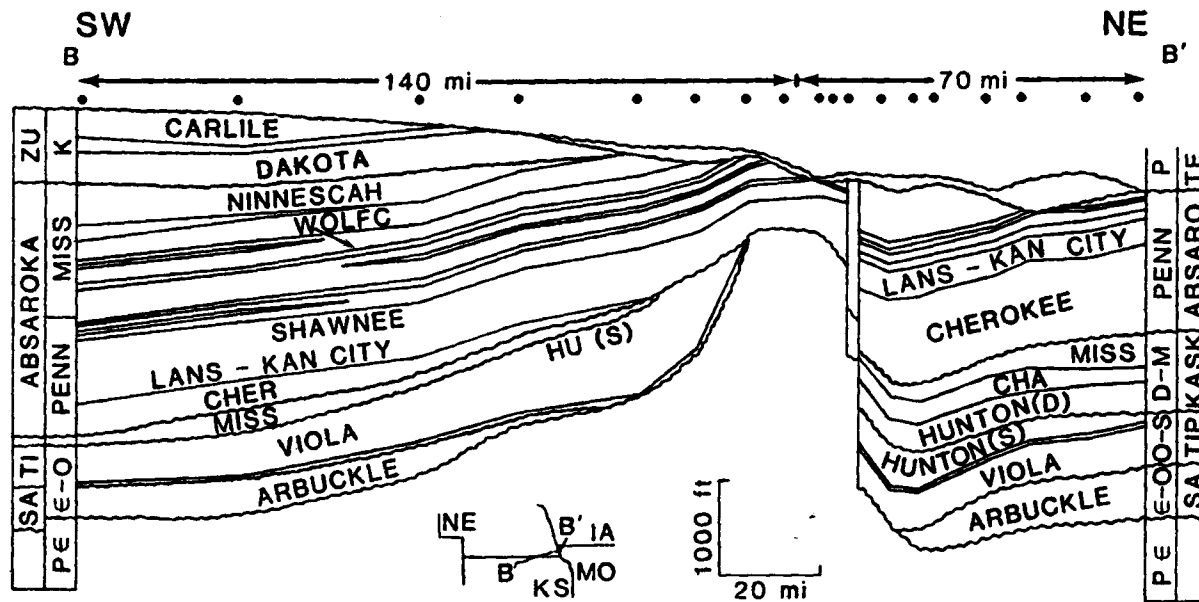 SW
NE
B
B'
140 mi
70 mi
ZU
K
ABSAROKA
MISS
PENN
TI
Є-O
SA
PЄ
CARLILE
DAKOTA
NINNESCAH
WOLFC
SHAWNEE
LANS - KAN CITY
CHER
MISS
HU (S)
VIOLA
ARBUCKLE
LANS - KAN CITY
CHEROKEE
MISS
CHA
HUNTON(D)
HUNTON(S)
VIOLA
ARBUCKLE
P
TE
PENN
ABSARO
D-M
KASK
O-S
TIP
Є-O
SA
PЄ
NE
B'
IA
B
KS
MO
1000 ft
20 mi